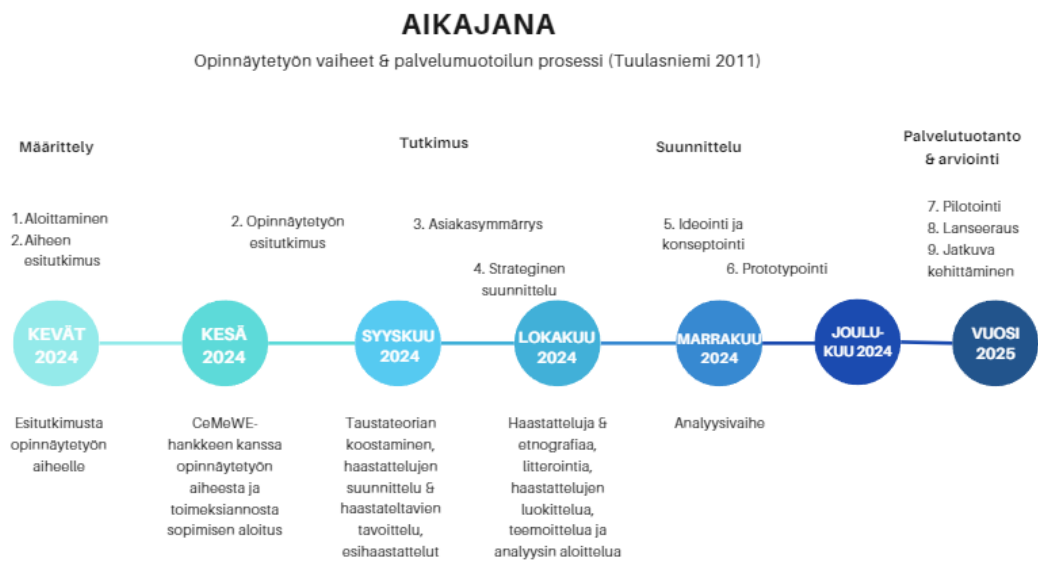 AIKAJANA
Opinnäytetyön vaiheet & palvelumuotoilun prosessi (Tuulasniemi 2011)
Määrittely
Tutkimus
Suunnittelu
Palvelutuotanto
& arviointi
1. Aloittaminen
2. Aiheen
esitutkimus
2. Opinnäytetyön
esitutkimus
3. Asiakasymmärrys
4. Strateginen
suunnittelu
5. Ideointi ja
konseptointi
6. Prototypointi
7. Pilotointi
8. Lanseeraus
9. Jatkuva
kehittäminen
KEVÄT
2024
KESÄ
2024
SYYSKUU
2024
LOKAKUU
2024
MARRAKUU
2024
JOULU-
KUU 2024
VUOSI
2025
Esitutkimusta
opinnäytetyön
aiheelle
CeMeWE-
hankkeen kanssa
opinnäytetyön
aiheesta ja
toimeksiannosta
sopimisen aloitus
Taustateorian
koostaminen,
haastattelujen
suunnittelu &
haastateltavien
tavoittelu,
esihaastattelut
Haastatteluja &
etnografiaa,
litterointia,
haastattelujen
luokittelua,
teemoittelua ja
analyysin aloittelua
Analyysivaihe